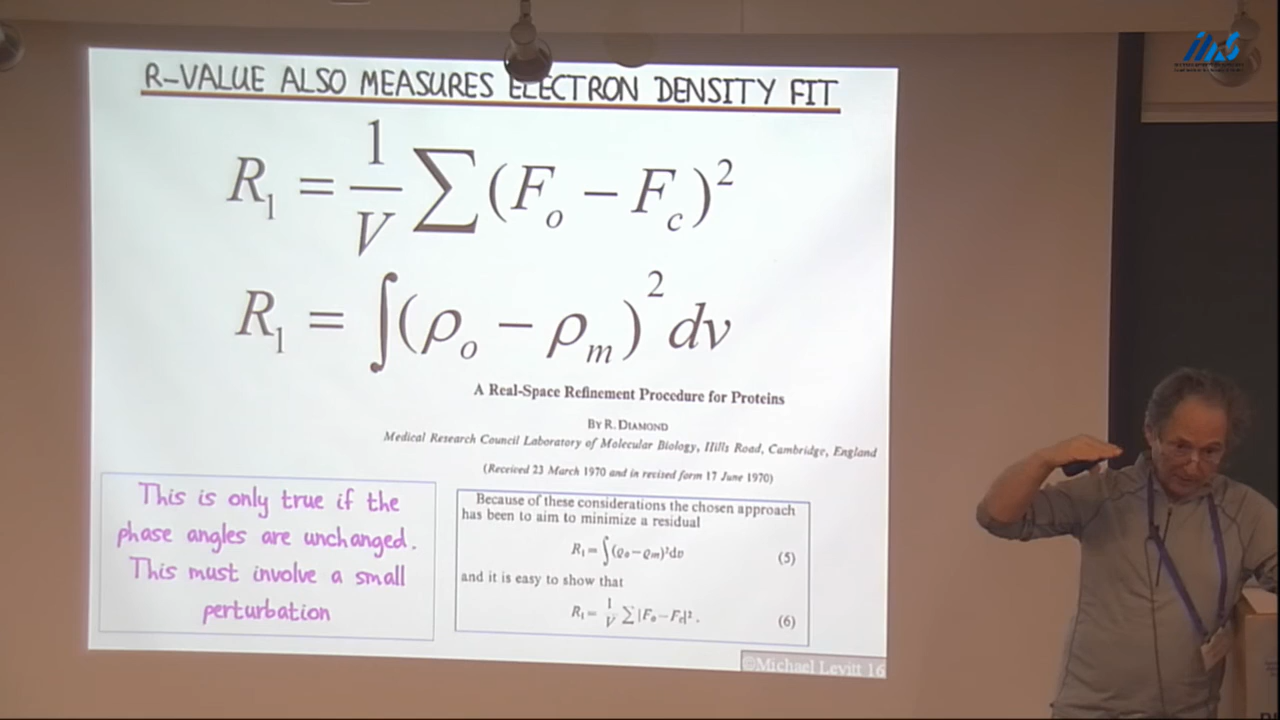 R-VALUE ALSO MEASURES ELECTRON DENSITY FIT
R₁ = 1/V ∑(Fₒ − F_c)²
R₁ = ∫(ρₒ − ρₘ)² dv
A Real-Space Refinement Procedure for Proteins
BY R. DIAMOND
Medical Research Council Laboratory of Molecular Biology, Hills Road, Cambridge, England
(Received 23 March 1970 and in revised form 17 June 1970)
This is only true if the
phase angles are unchanged.
This must involve a small
perturbation
Because of these considerations the chosen approach
has been to aim to minimize a residual
R₁ = ∫(ϱₒ − ϱₘ)²dv (5)
and it is easy to show that
R₁ = 1/V ∑|Fₒ − F_c|² . (6)
©Michael Levitt 16